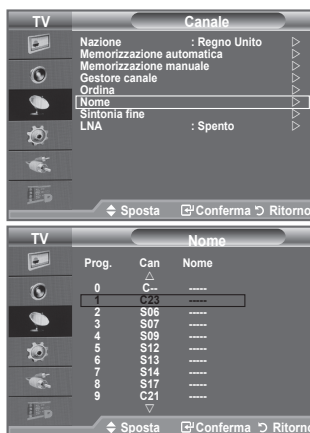 TV Canale
Nazione : Regno Unito
Memorizzazione automatica
Memorizzazione manuale
Gestore canale
Ordina
Nome
Sintonia fine
LNA : Spento
Sposta Conferma Ritorno
TV Nome
Prog. Can Nome
0 C-- -----
1 C23 -----
2 S06 -----
3 S07 -----
4 S09 -----
5 S12 -----
6 S13 -----
7 S14 -----
8 S17 -----
9 C21 -----
Sposta Conferma Ritorno